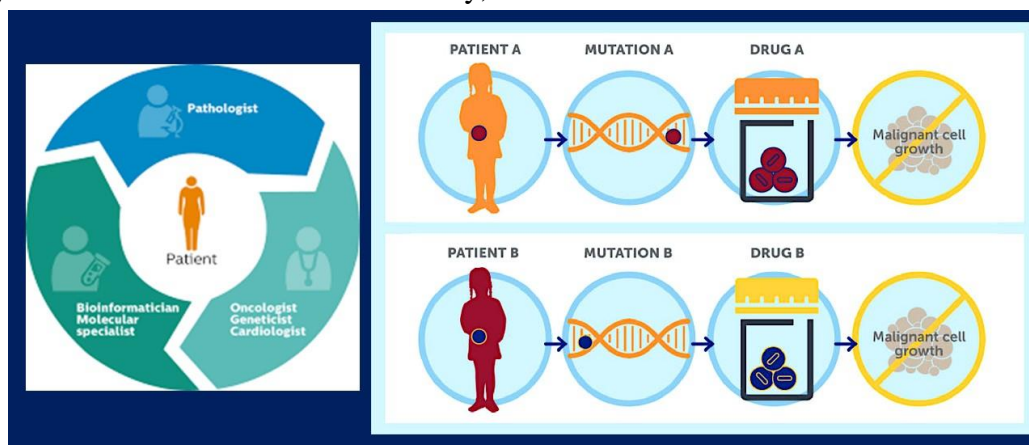 Pathologist
Patient
Bioinformatician
Molecular
specialist
Oncologist
Geneticist
Cardiologist
PATIENT A
MUTATION A
DRUG A
Malignant cell
growth
PATIENT B
MUTATION B
DRUG B
Malignant cell
growth